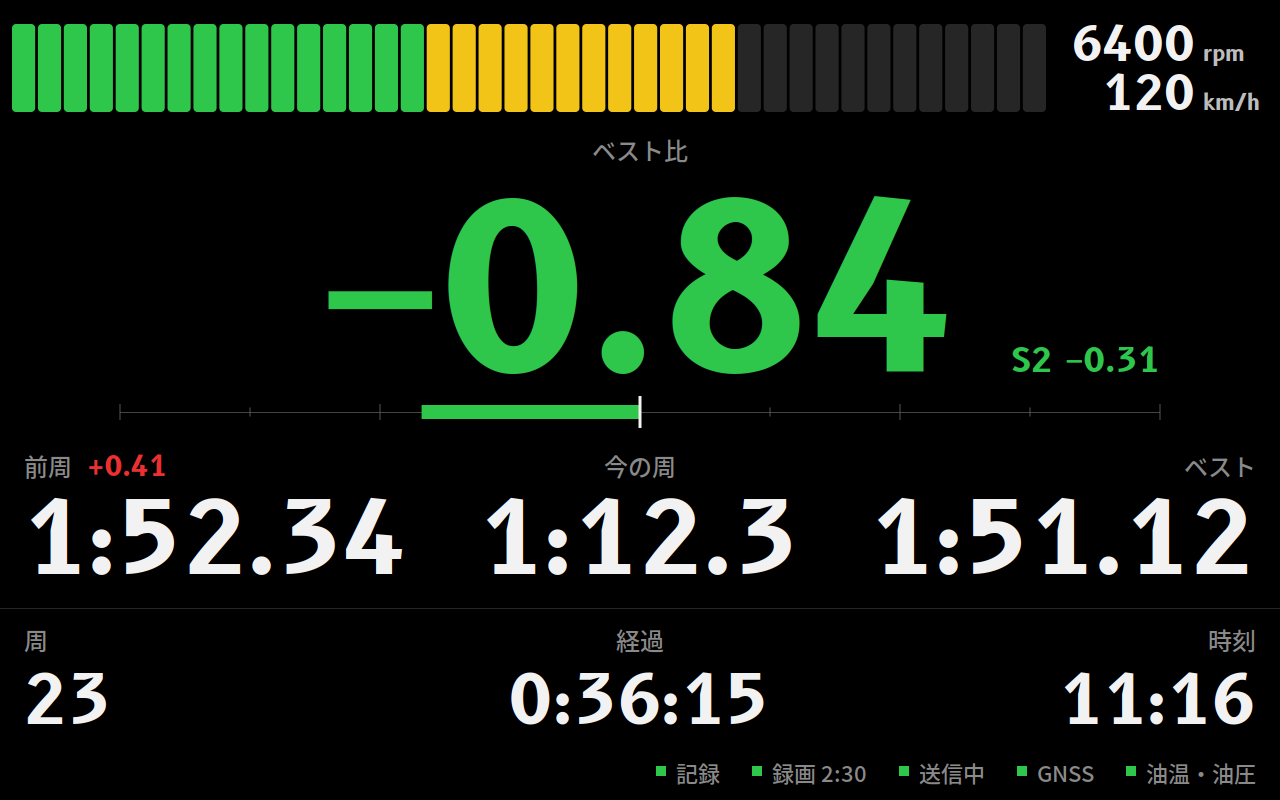 6400 rpm
120 km/h
ベスト比
−0.84
S2 −0.31
前周 +0.41 今の周 ベスト
1:52.34 1:12.3 1:51.12
周 経過 時刻
23 0:36:15 11:16
記録 録画 2:30 送信中 GNSS 油温・油圧